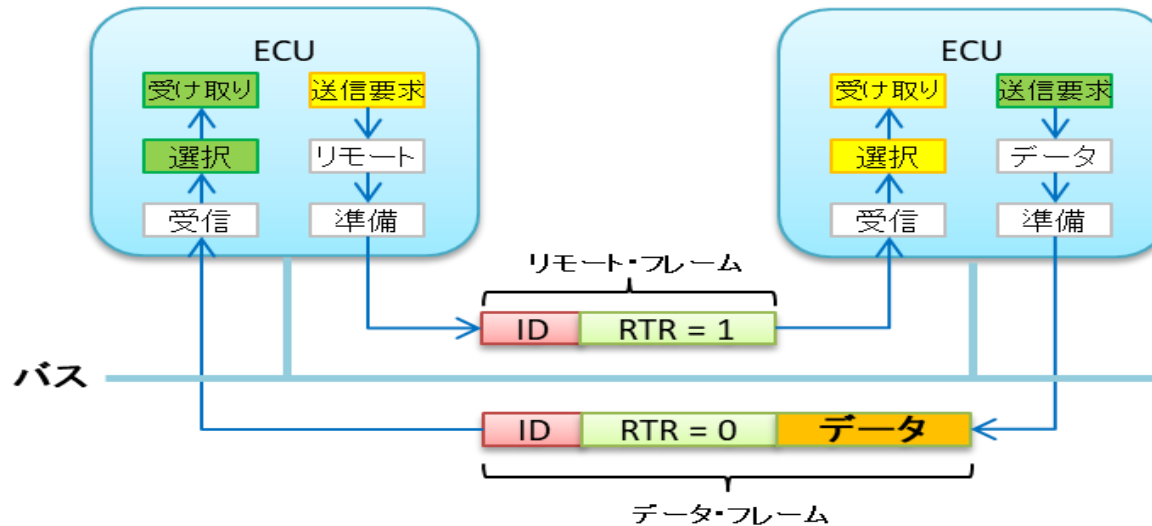 ECU
受け取り
送信要求
選択
リモート
受信
準備
ECU
受け取り
送信要求
選択
データ
受信
準備
リモート・フレーム
ID
RTR = 1
バス
ID
RTR = 0
データ
データ・フレーム